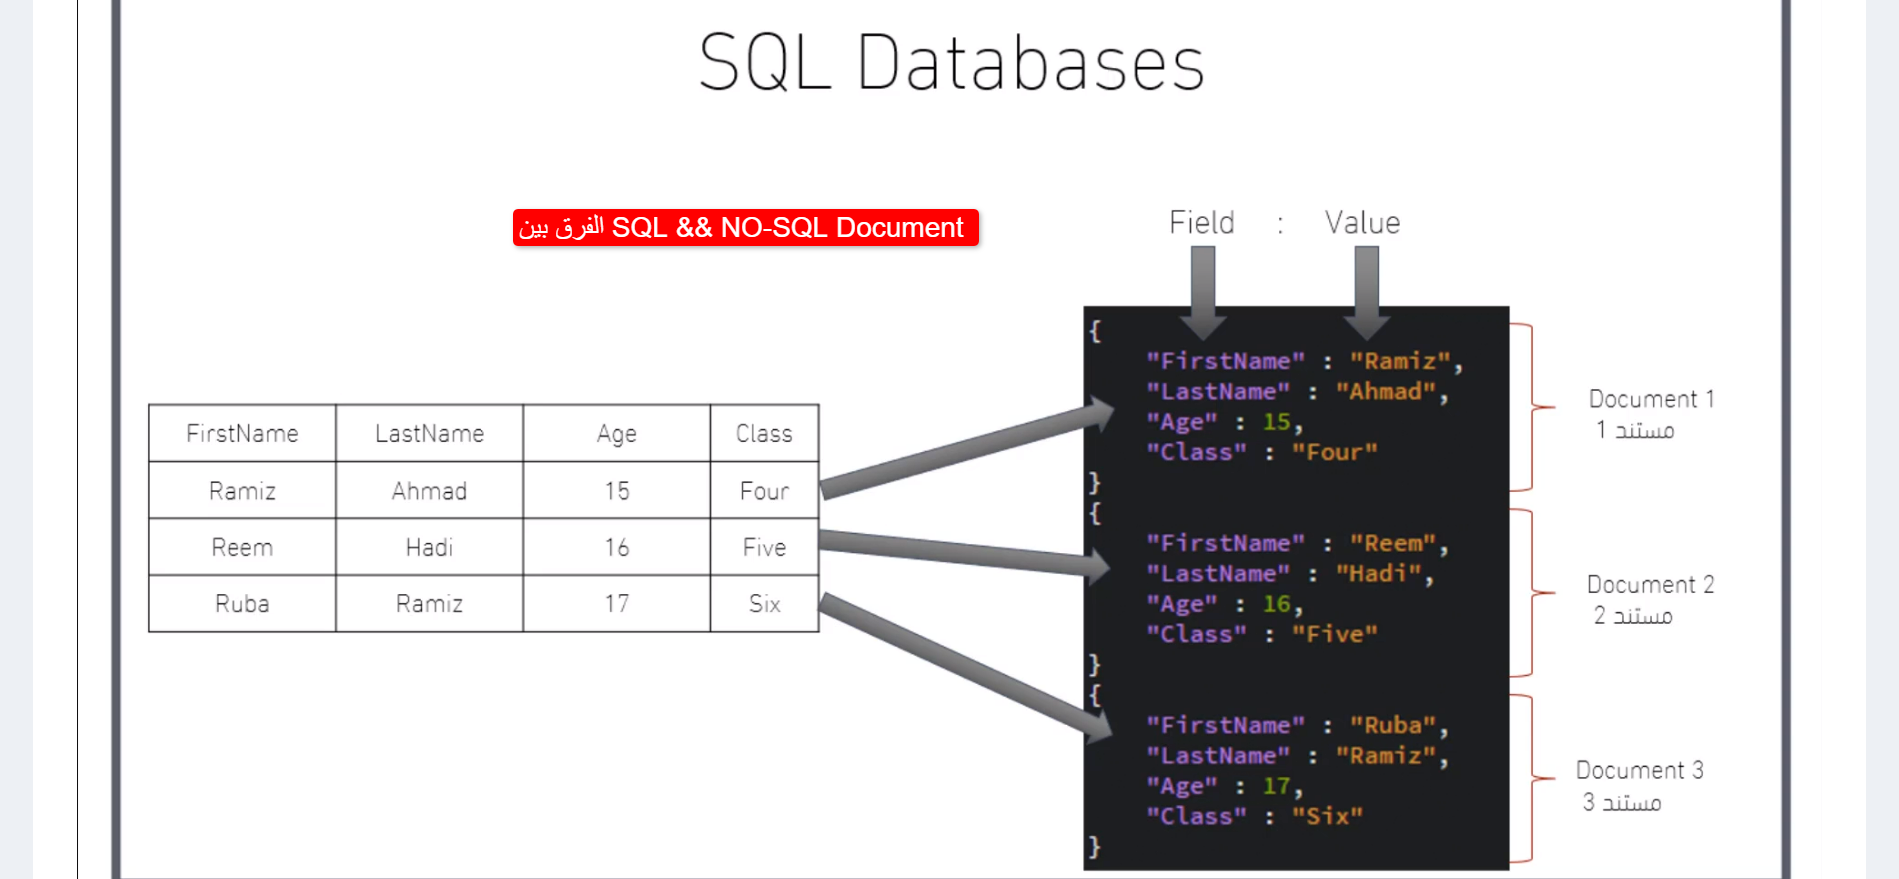 SQL Databases
الفرق بين SQL && NO-SQL Document
Field : Value
FirstName LastName Age Class
Ramiz Ahmad 15 Four
Reem Hadi 16 Five
Ruba Ramiz 17 Six
{
"FirstName" : "Ramiz",
"LastName" : "Ahmad",
"Age" : 15,
"Class" : "Four"
}
{
"FirstName" : "Reem",
"LastName" : "Hadi",
"Age" : 16,
"Class" : "Five"
}
{
"FirstName" : "Ruba",
"LastName" : "Ramiz",
"Age" : 17,
"Class" : "Six"
}
Document 1
مستند 1
Document 2
مستند 2
Document 3
مستند 3